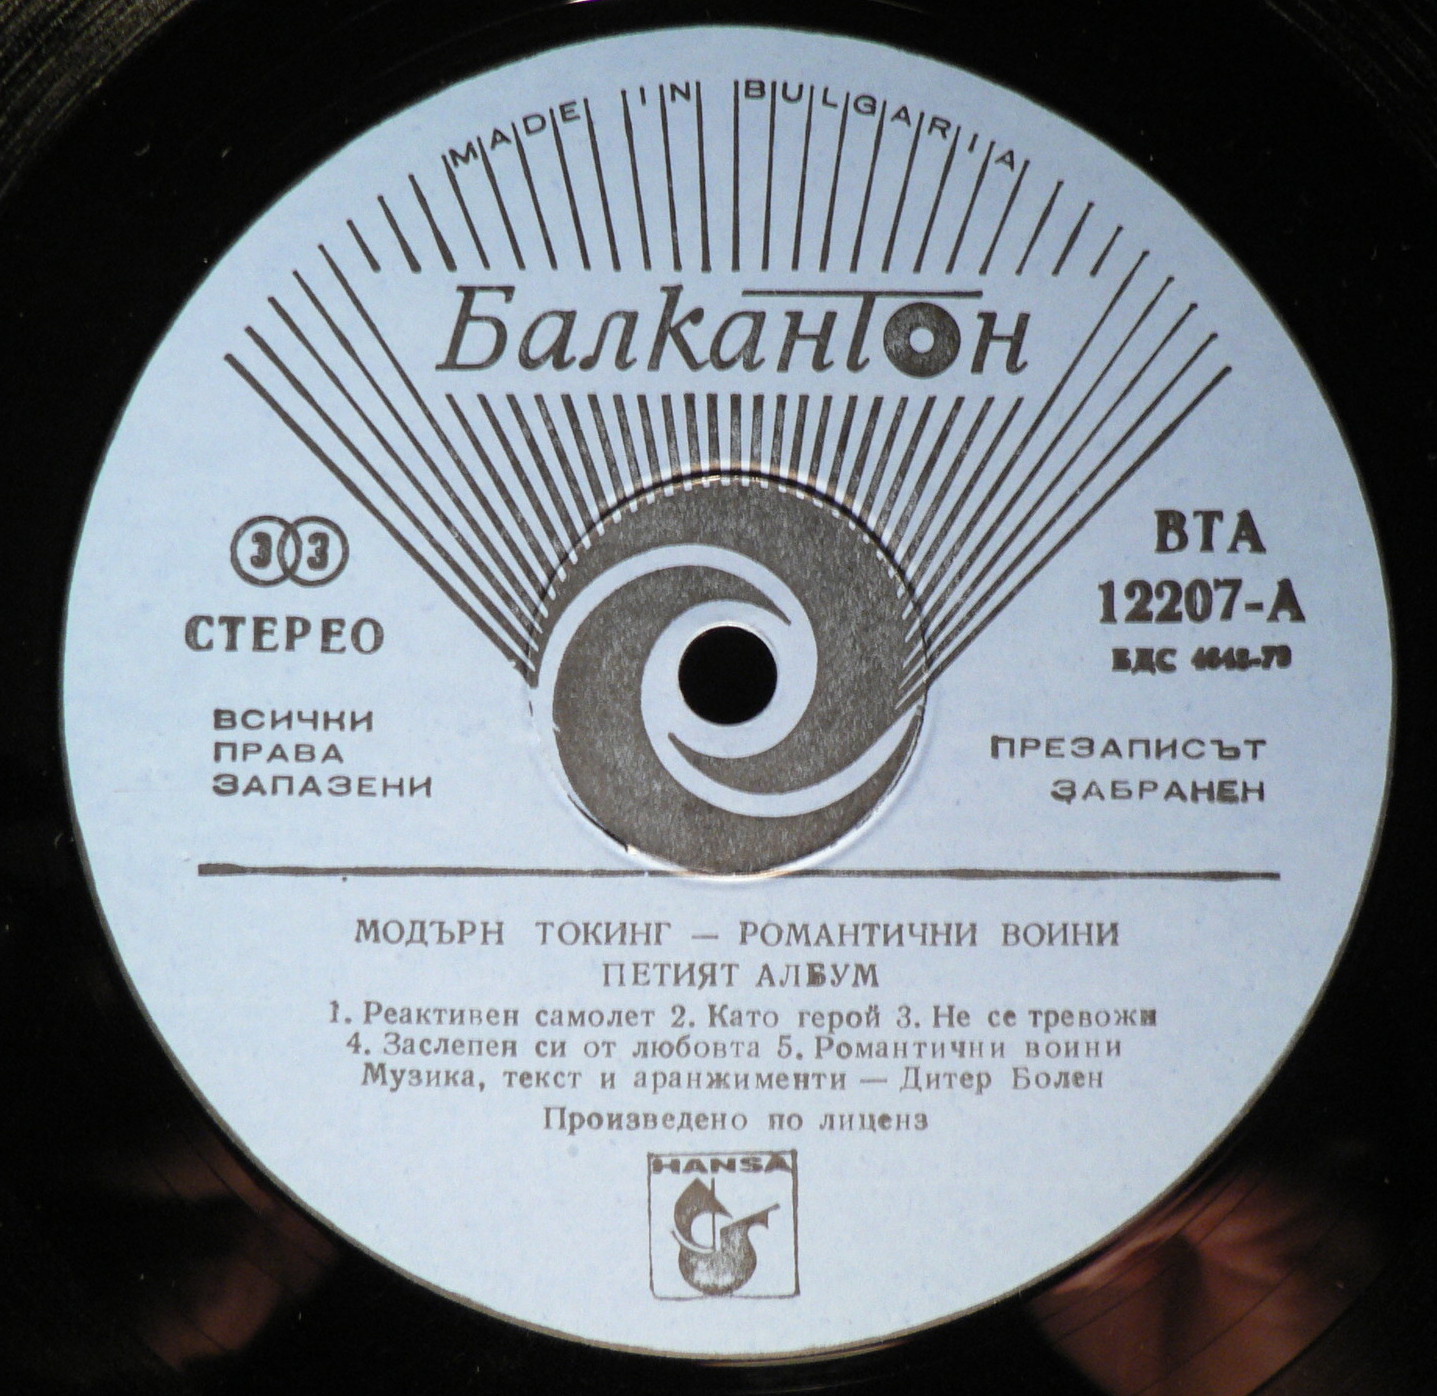 MADE IN BULGARIA
Балкантон
33
СТЕРЕО
ВТА
12207-А
БДС 4648-79
ВСИЧКИ
ПРАВА
ЗАПАЗЕНИ
ПРЕЗАПИСЪТ
ЗАБРАНЕН
МОДЪРН ТОКИНГ — РОМАНТИЧНИ ВОИНИ
ПЕТИЯТ АЛБУМ
1. Реактивен самолет 2. Като герой 3. Не се тревожи
4. Заслепен си от любовта 5. Романтични воини
Музика, текст и аранжименти — Дитер Болен
Произведено по лиценз
HANSA